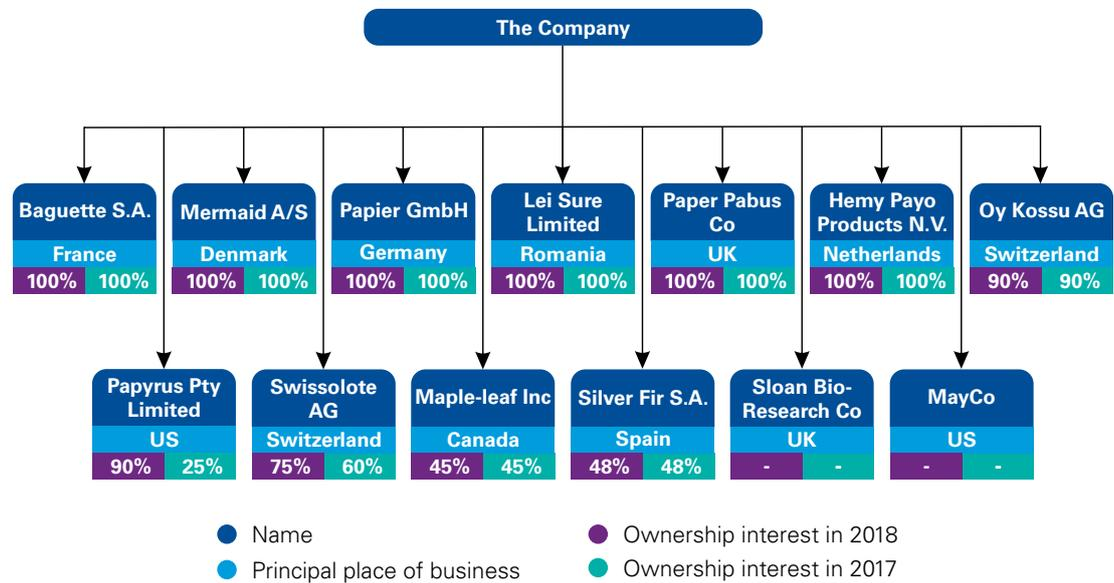 The Company
Baguette S.A.
France
100% 100%
Mermaid A/S
Denmark
100% 100%
Papier GmbH
Germany
100% 100%
Lei Sure
Limited
Romania
100% 100%
Paper Pabus
Co
UK
100% 100%
Hemy Payo
Products N.V.
Netherlands
100% 100%
Oy Kossu AG
Switzerland
90% 90%
Papyrus Pty
Limited
US
90% 25%
Swissolote
AG
Switzerland
75% 60%
Maple-leaf Inc
Canada
45% 45%
Silver Fir S.A.
Spain
48% 48%
Sloan Bio-
Research Co
UK
- -
MayCo
US
- -
Name
Principal place of business
Ownership interest in 2018
Ownership interest in 2017